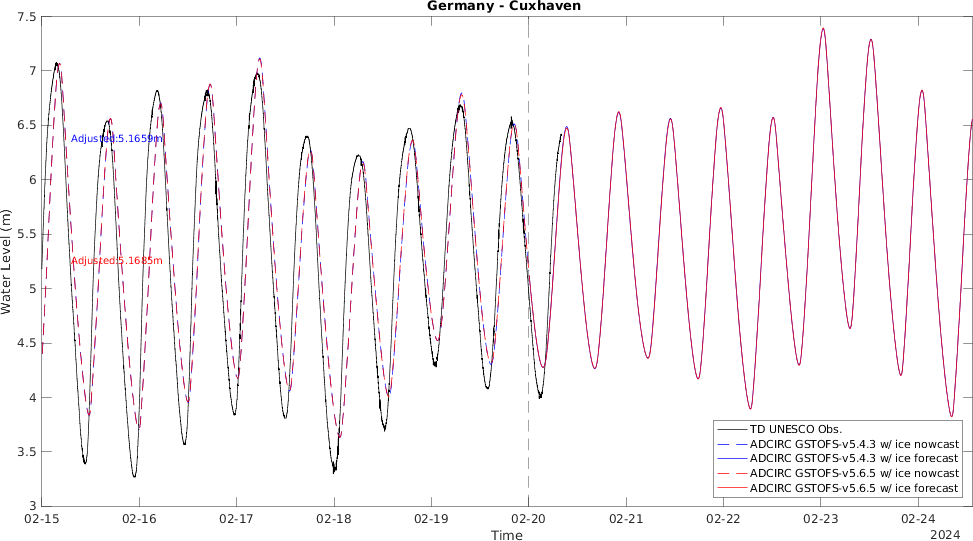 Germany - Cuxhaven
7.5
7
6.5
6
5.5
5
4.5
4
3.5
3
Water Level (m)
Adjusted:5.1659m
Adjusted:5.1685m
TD UNESCO Obs.
ADCIRC GSTOFS-v5.4.3 w/ ice nowcast
ADCIRC GSTOFS-v5.4.3 w/ ice forecast
ADCIRC GSTOFS-v5.6.5 w/ ice nowcast
ADCIRC GSTOFS-v5.6.5 w/ ice forecast
02-15 02-16 02-17 02-18 02-19 02-20 02-21 02-22 02-23 02-24
Time
2024